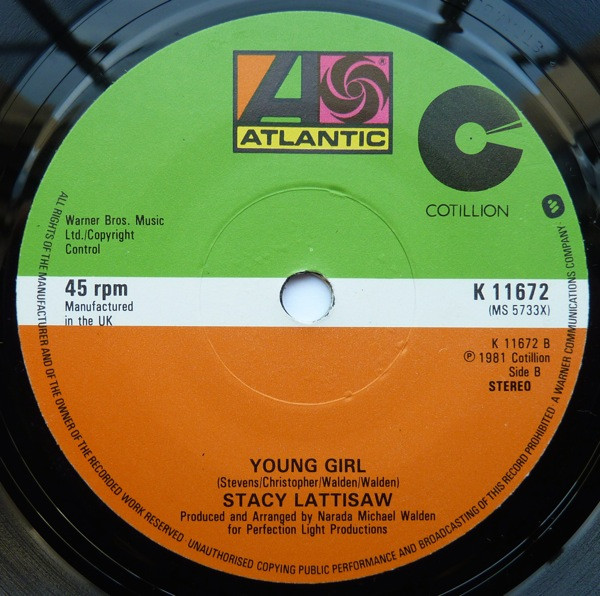 ATLANTIC
®
COTILLION
Warner Bros. Music
Ltd./Copyright
Control
45 rpm
Manufactured
in the UK
K 11672
(MS 5733X)
K 11672 B
℗ 1981 Cotillion
Side B
STEREO
YOUNG GIRL
(Stevens/Christopher/Walden/Walden)
STACY LATTISAW
Produced and Arranged by Narada Michael Walden
for Perfection Light Productions
ALL RIGHTS OF THE MANUFACTURER AND OF THE OWNER OF THE RECORDED WORK RESERVED · UNAUTHORISED COPYING PUBLIC PERFORMANCE AND BROADCASTING OF THIS RECORD PROHIBITED · A WARNER COMMUNICATIONS COMPANY·